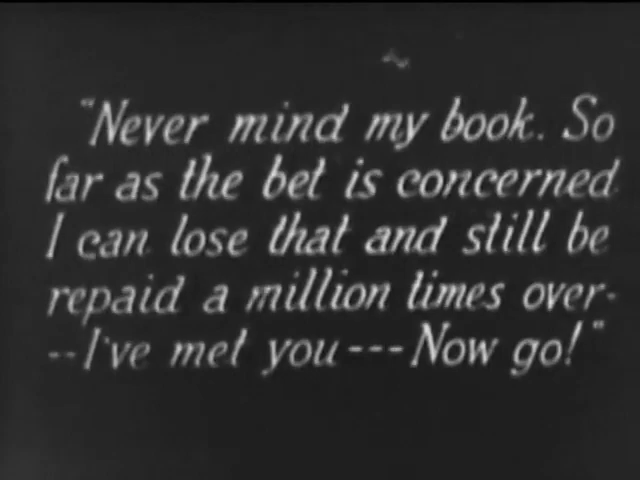 "Never mind my book. So
far as the bet is concerned
I can lose that and still be
repaid a million times over-
--I've met you---Now go!"